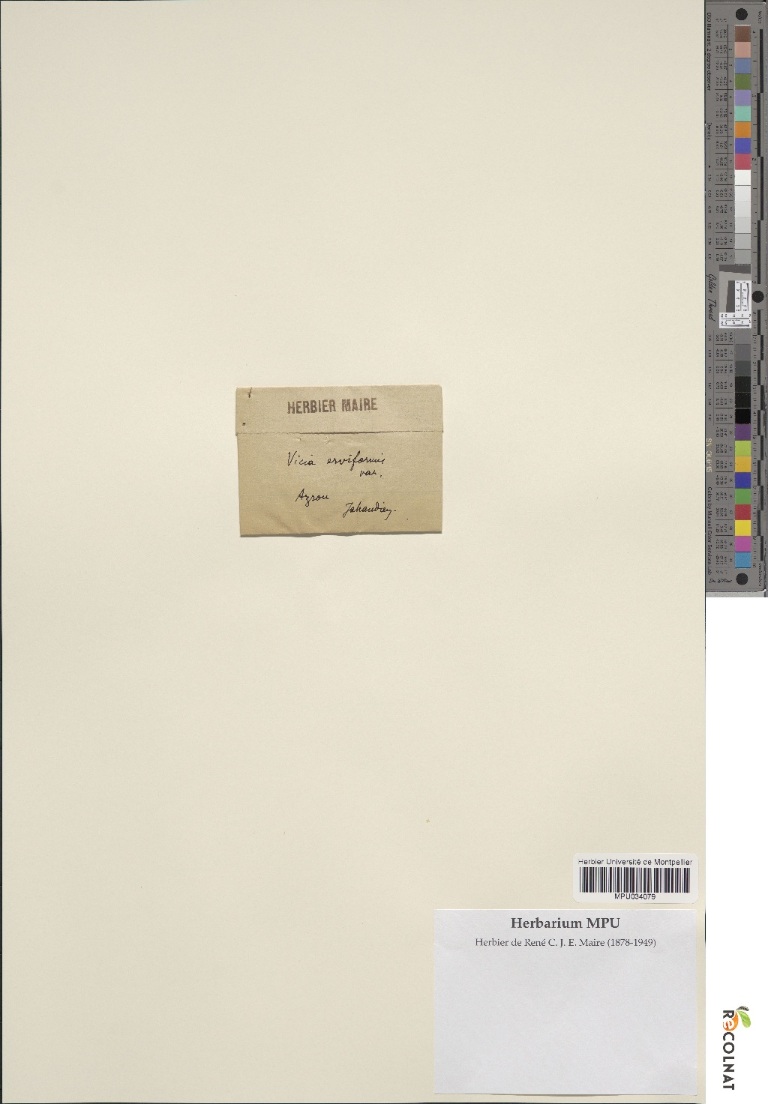 HERBIER MAIRE
Vicia erviformis
var.
Azrou
Jahandiez.
Herbier Université de Montpellier
MPU034079
Herbarium MPU
Herbier de René C. J. E. Maire (1878-1949)
RECOLNAT